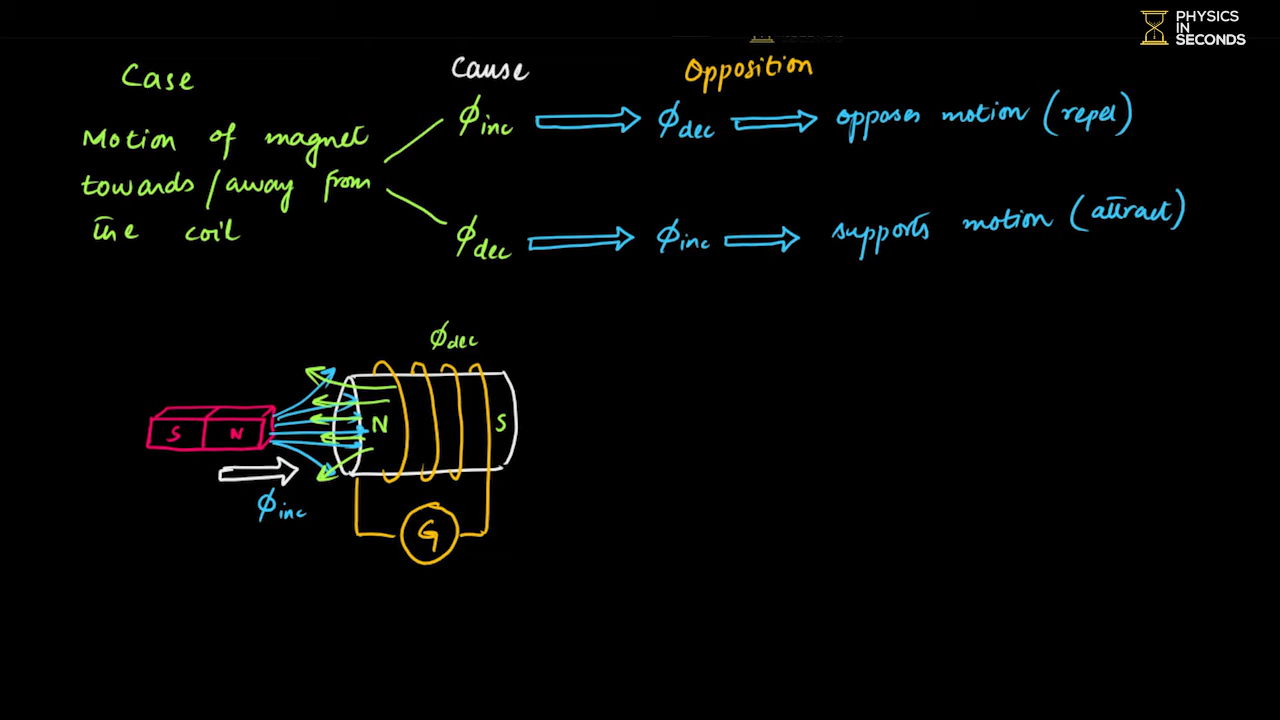 PHYSICS
IN
SECONDS
Case
Cause
Opposition
Motion of magnet
towards/away from
the coil
ϕinc
ϕdec
opposes motion (repel)
ϕdec
ϕinc
supports motion (attract)
ϕdec
S N
N S
ϕinc
G